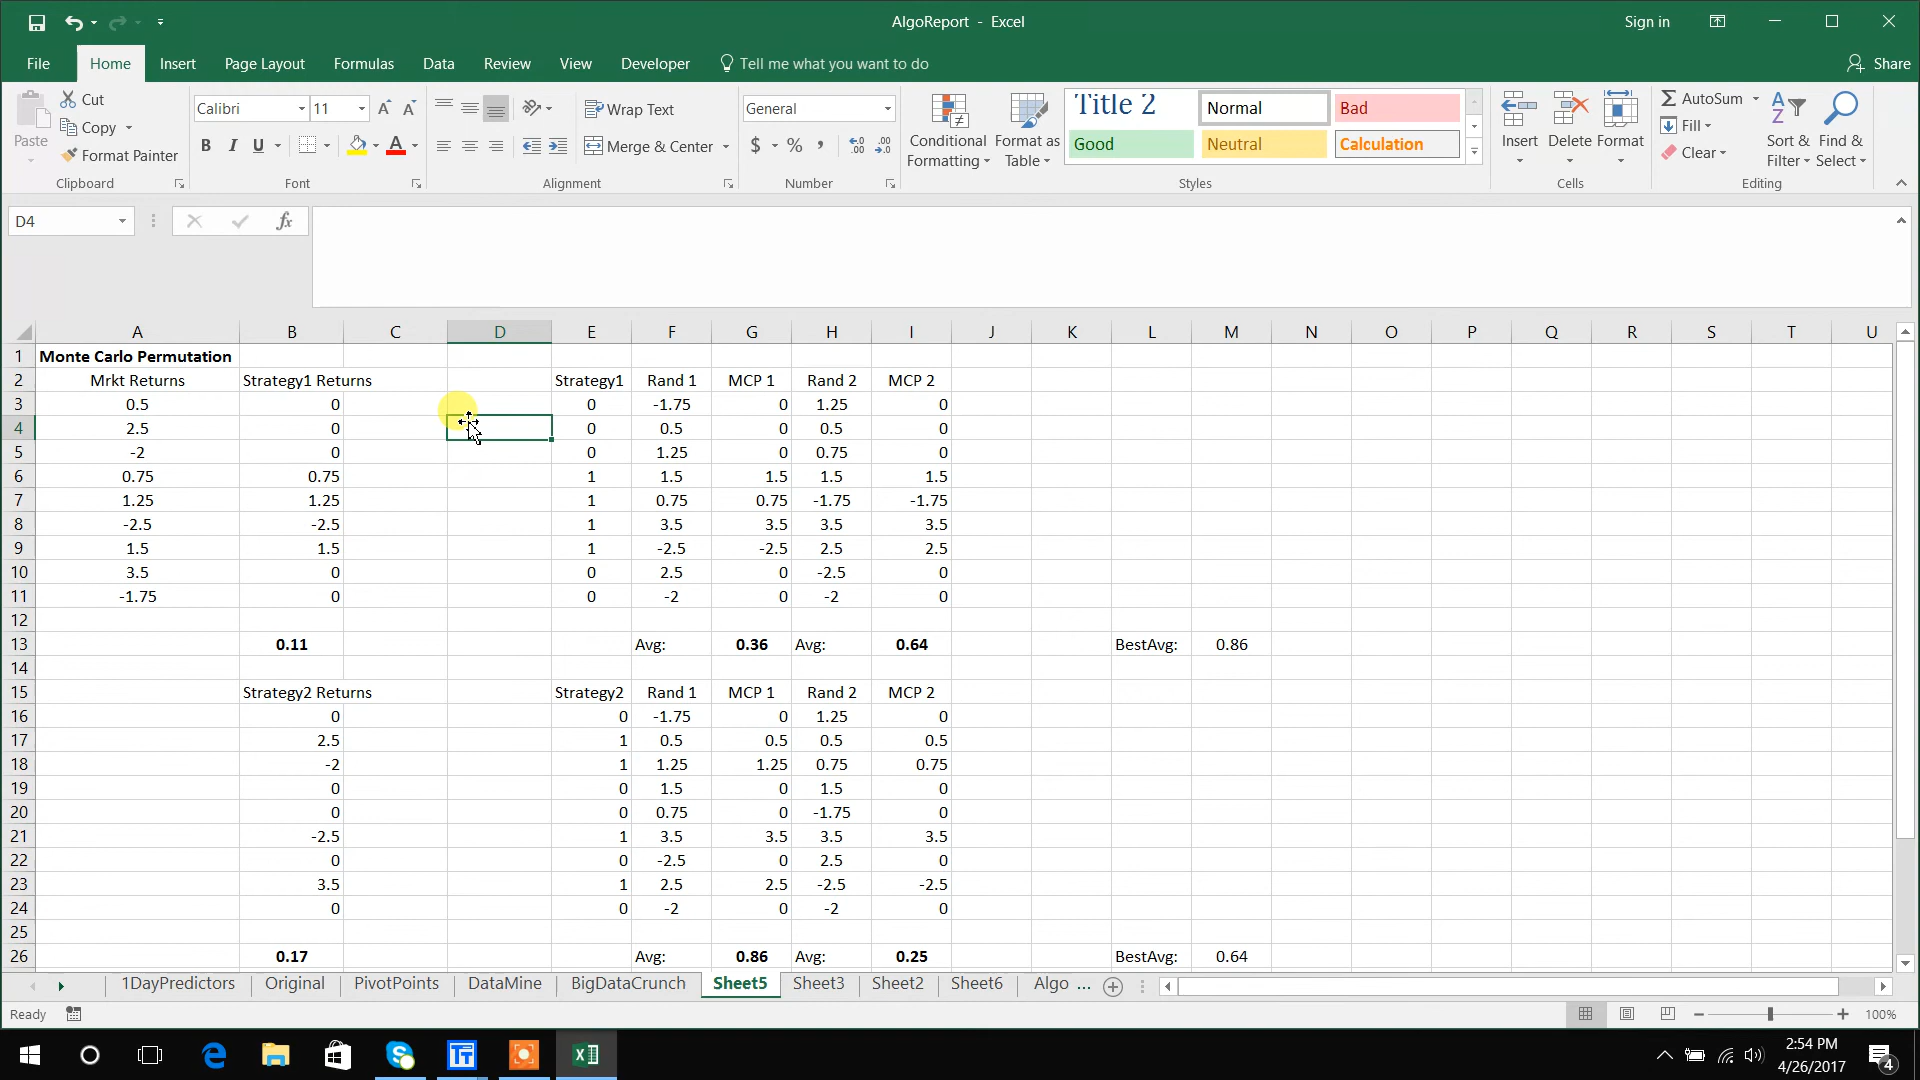 AlgoReport - Excel
Sign in
File Home Insert Page Layout Formulas Data Review View Developer Tell me what you want to do Share
Paste Cut Copy Format Painter Clipboard
Calibri 11 A A B I U A Font
Wrap Text Merge & Center Alignment
General $ % , Number
Conditional Formatting Format as Table
Title 2 Normal Bad
Good Neutral Calculation
Styles
Insert Delete Format Cells
AutoSum Fill Clear Sort & Filter Find & Select Editing
D4 fx
A B C D E F G H I J K L M N O P Q R S T U
1 Monte Carlo Permutation
2 Mrkt Returns Strategy1 Returns Strategy1 Rand 1 MCP 1 Rand 2 MCP 2
3 0.5 0 0 -1.75 0 1.25 0
4 2.5 0 0 0.5 0 0.5 0
5 -2 0 0 1.25 0 0.75 0
6 0.75 0.75 1 1.5 1.5 1.5 1.5
7 1.25 1.25 1 0.75 0.75 -1.75 -1.75
8 -2.5 -2.5 1 3.5 3.5 3.5 3.5
9 1.5 1.5 1 -2.5 -2.5 2.5 2.5
10 3.5 0 0 2.5 0 -2.5 0
11 -1.75 0 0 -2 0 -2 0
12
13 0.11 Avg: 0.36 Avg: 0.64 BestAvg: 0.86
14
15 Strategy2 Returns Strategy2 Rand 1 MCP 1 Rand 2 MCP 2
16 0 0 -1.75 0 1.25 0
17 2.5 1 0.5 0.5 0.5 0.5
18 -2 1 1.25 1.25 0.75 0.75
19 0 0 1.5 0 1.5 0
20 0 0 0.75 0 -1.75 0
21 -2.5 1 3.5 3.5 3.5 3.5
22 0 0 -2.5 0 2.5 0
23 3.5 1 2.5 2.5 -2.5 -2.5
24 0 0 -2 0 -2 0
25
26 0.17 Avg: 0.86 Avg: 0.25 BestAvg: 0.64
1DayPredictors Original PivotPoints DataMine BigDataCrunch Sheet5 Sheet3 Sheet2 Sheet6 Algo ...
Ready 100%
2:54 PM
4/26/2017
4